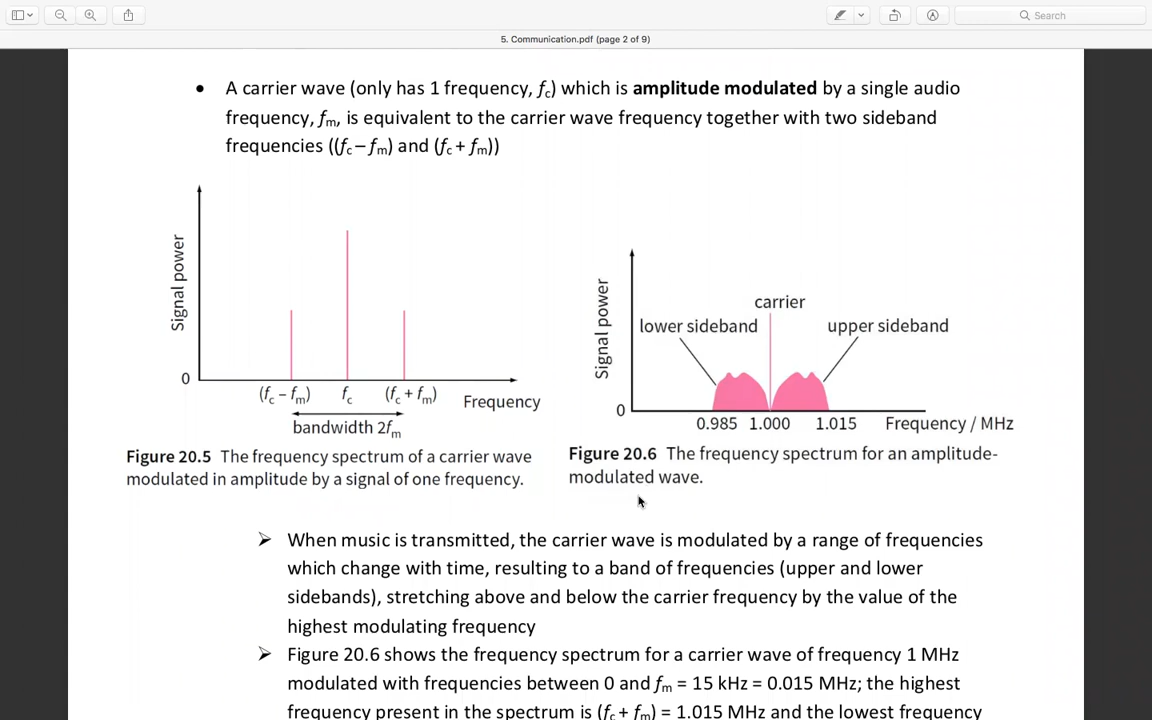 Search
5. Communication.pdf (page 2 of 9)
• A carrier wave (only has 1 frequency, fc) which is amplitude modulated by a single audio
frequency, fm, is equivalent to the carrier wave frequency together with two sideband
frequencies ((fc – fm) and (fc + fm))
Signal power
0
(fc – fm) fc (fc + fm)
Frequency
bandwidth 2fm
Figure 20.5 The frequency spectrum of a carrier wave
modulated in amplitude by a signal of one frequency.
Signal power
carrier
lower sideband
upper sideband
0
0.985 1.000 1.015 Frequency / MHz
Figure 20.6 The frequency spectrum for an amplitude-
modulated wave.
➢ When music is transmitted, the carrier wave is modulated by a range of frequencies
which change with time, resulting to a band of frequencies (upper and lower
sidebands), stretching above and below the carrier frequency by the value of the
highest modulating frequency
➢ Figure 20.6 shows the frequency spectrum for a carrier wave of frequency 1 MHz
modulated with frequencies between 0 and fm = 15 kHz = 0.015 MHz; the highest
frequency present in the spectrum is (fc + fm) = 1.015 MHz and the lowest frequency